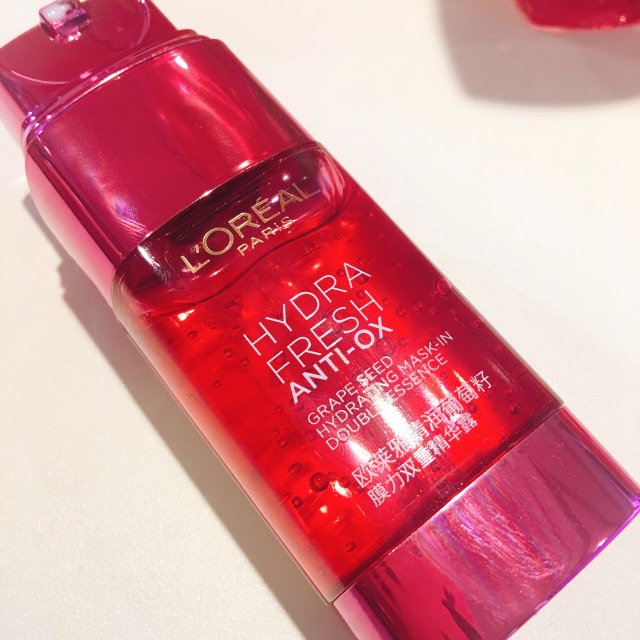 L'ORÉAL
PARIS
HYDRA
FRESH
ANTI-OX
GRAPE SEED
HYDRATING MASK-IN
DOUBLE ESSENCE
欧莱雅清润葡萄籽
膜力双重精华露